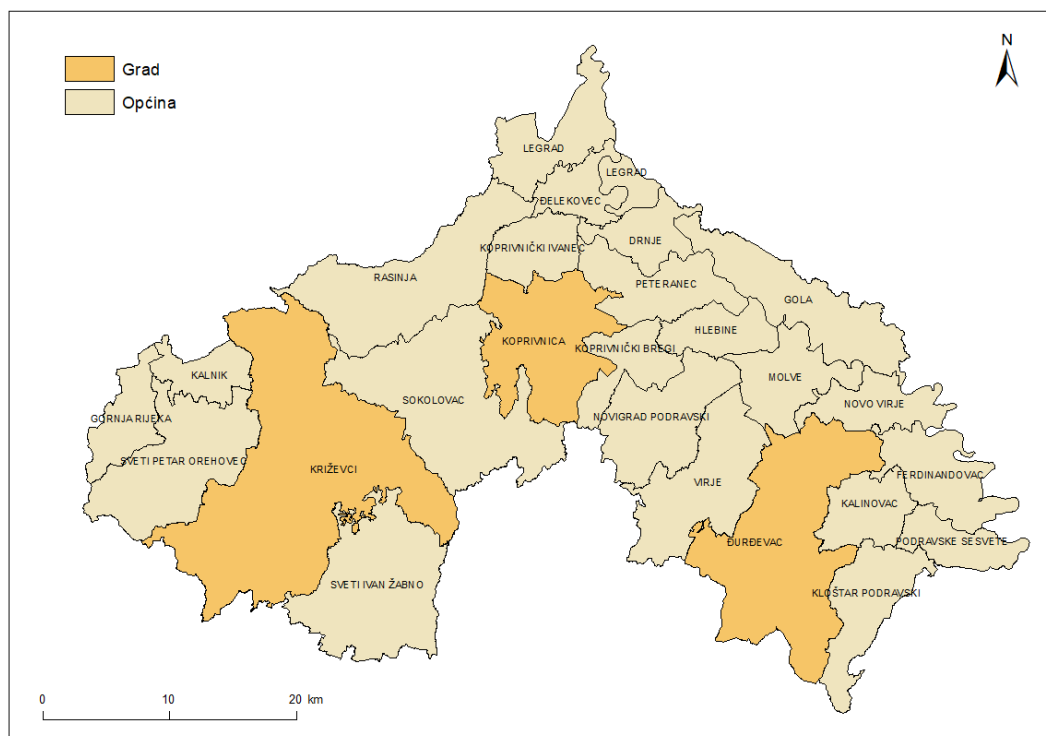 N
Grad
Općina
LEGRAD
LEGRAD
ĐELEKOVEC
DRNJE
KOPRIVNIČKI IVANEC
RASINJA
PETERANEC
GOLA
HLEBINE
KOPRIVNICA
KOPRIVNIČKI BREGI
KALNIK
MOLVE
SOKOLOVAC
NOVO VIRJE
GORNJA RIJEKA
NOVIGRAD PODRAVSKI
SVETI PETAR OREHOVEC
KRIŽEVCI
FERDINANDOVAC
VIRJE
KALINOVAC
ĐURĐEVAC
PODRAVSKE SESVETE
SVETI IVAN ŽABNO
KLOŠTAR PODRAVSKI
0 10 20 km